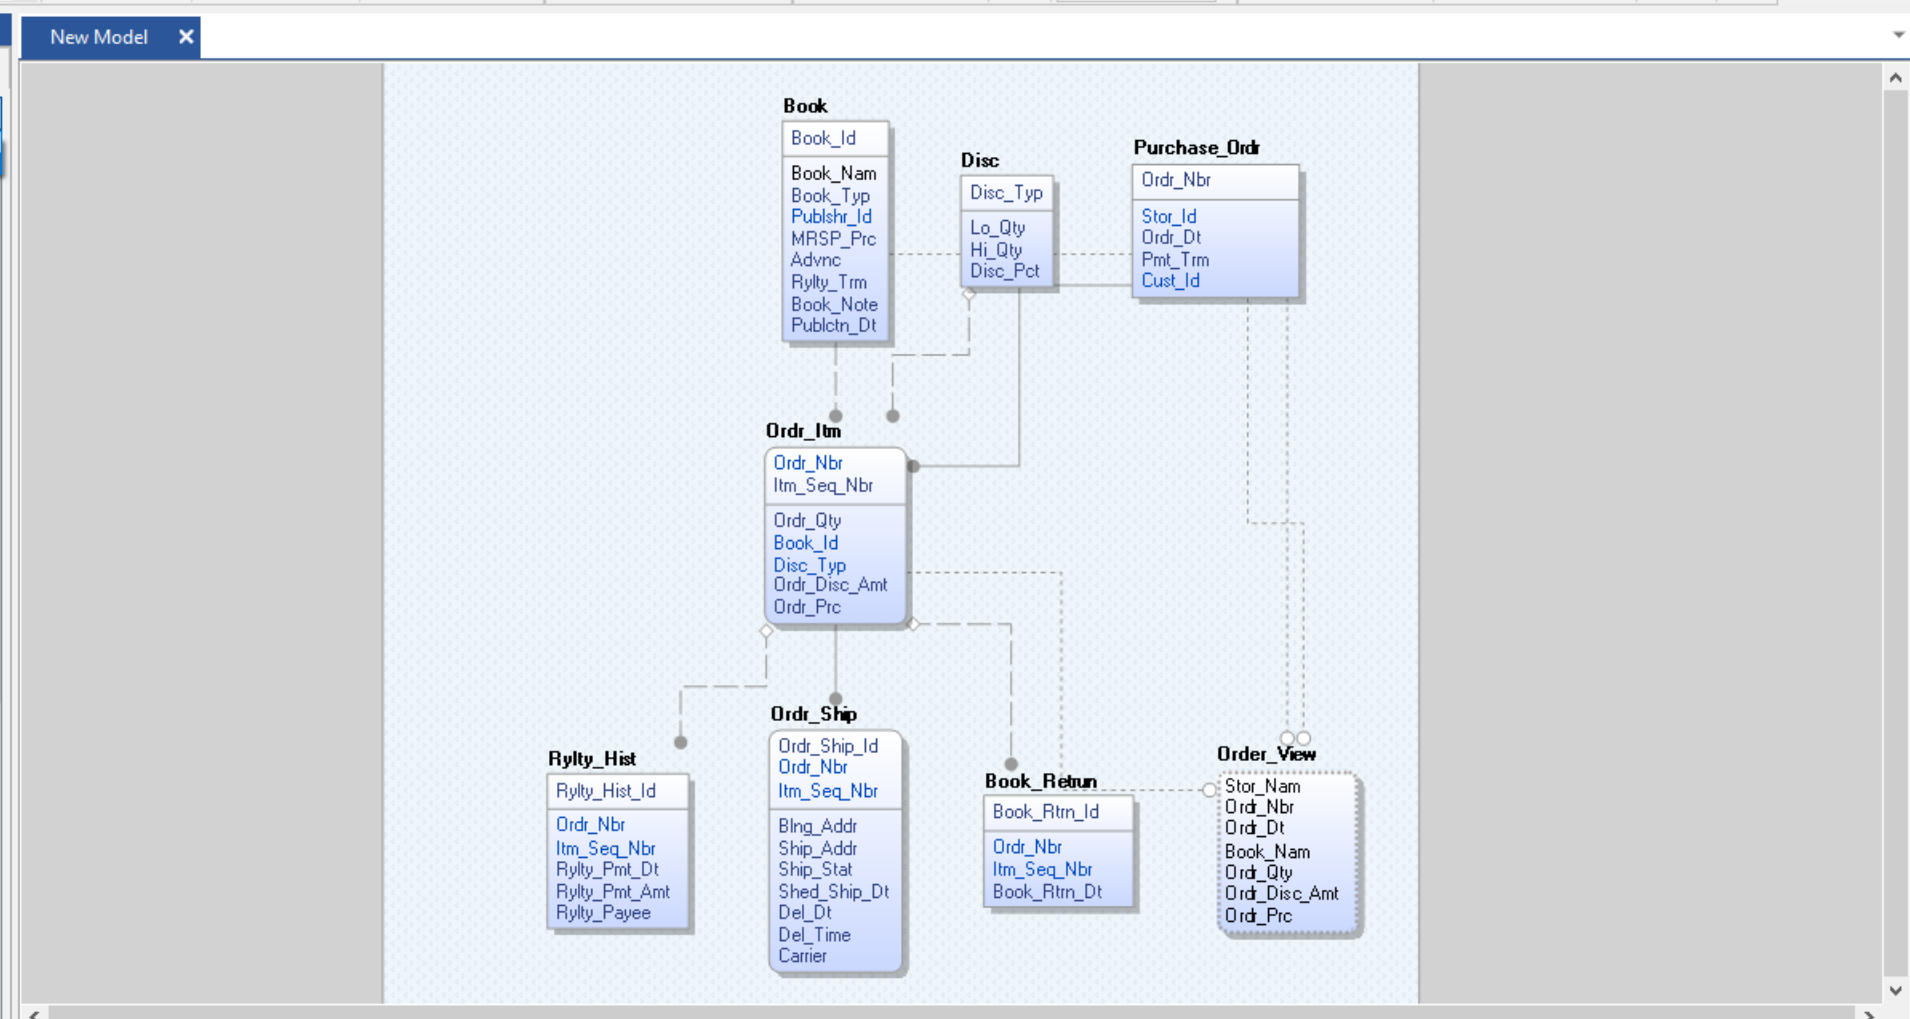 New Model
Book
Book_Id
Book_Nam
Book_Typ
Publshr_Id
MRSP_Prc
Advnc
Rylty_Trm
Book_Note
Publctn_Dt
Disc
Disc_Typ
Lo_Qty
Hi_Qty
Disc_Pct
Purchase_Ordr
Ordr_Nbr
Stor_Id
Ordr_Dt
Pmt_Trm
Cust_Id
Ordr_Itm
Ordr_Nbr
Itm_Seq_Nbr
Ordr_Qty
Book_Id
Disc_Typ
Ordr_Disc_Amt
Ordr_Prc
Rylty_Hist
Rylty_Hist_Id
Ordr_Nbr
Itm_Seq_Nbr
Rylty_Pmt_Dt
Rylty_Pmt_Amt
Rylty_Payee
Ordr_Ship
Ordr_Ship_Id
Ordr_Nbr
Itm_Seq_Nbr
Blng_Addr
Ship_Addr
Ship_Stat
Shed_Ship_Dt
Del_Dt
Del_Time
Carrier
Book_Retrun
Book_Rtrn_Id
Ordr_Nbr
Itm_Seq_Nbr
Book_Rtrn_Dt
Order_View
Stor_Nam
Ordr_Nbr
Ordr_Dt
Book_Nam
Ordr_Qty
Ordr_Disc_Amt
Ordr_Prc